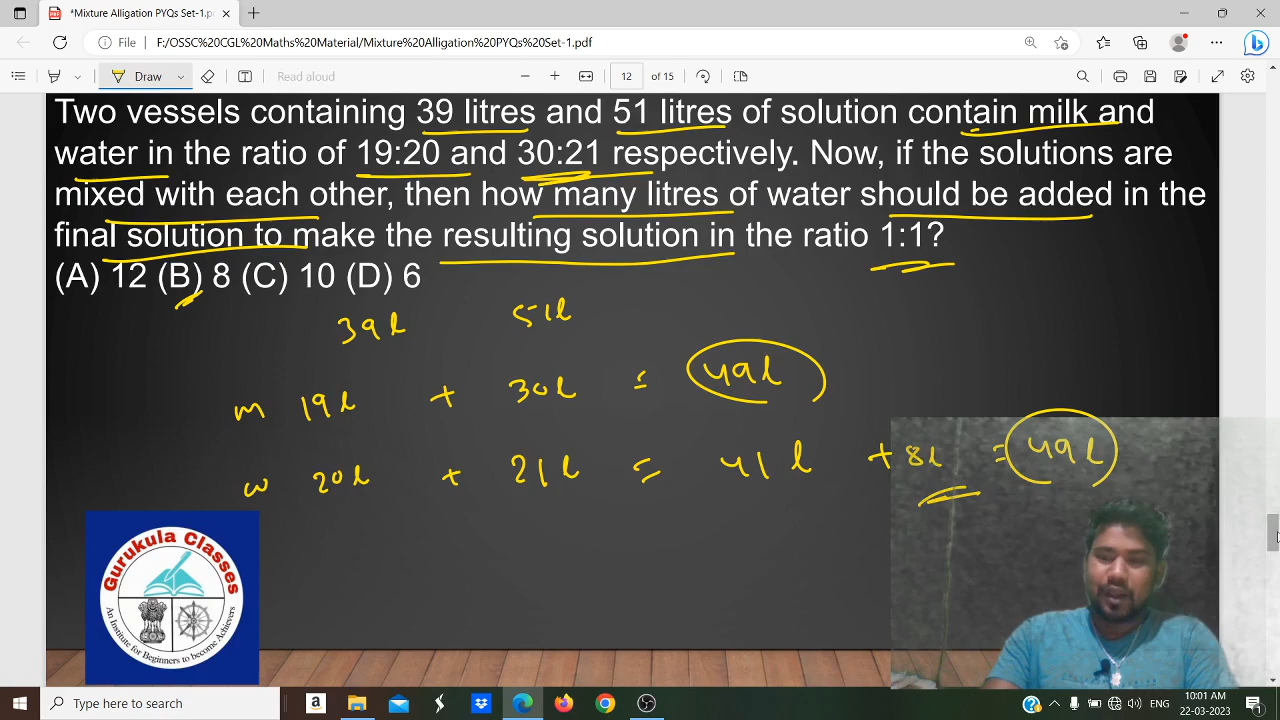 *Mixture Alligation PYQs Set-1.pdf
File F:/OSSC%20CGL%20Maths%20Material/Mixture%20Alligation%20PYQs%20Set-1.pdf
Draw Read aloud 12 of 15
Two vessels containing 39 litres and 51 litres of solution contain milk and
water in the ratio of 19:20 and 30:21 respectively. Now, if the solutions are
mixed with each other, then how many litres of water should be added in the
final solution to make the resulting solution in the ratio 1:1?
(A) 12 (B) 8 (C) 10 (D) 6
39l 51l
m 19l + 30l = 49l
w 20l + 21l = 41l + 8l = 49l
Gurukula Classes
An Institute for Beginners to become Achievers
Type here to search
10:01 AM
22-03-2023